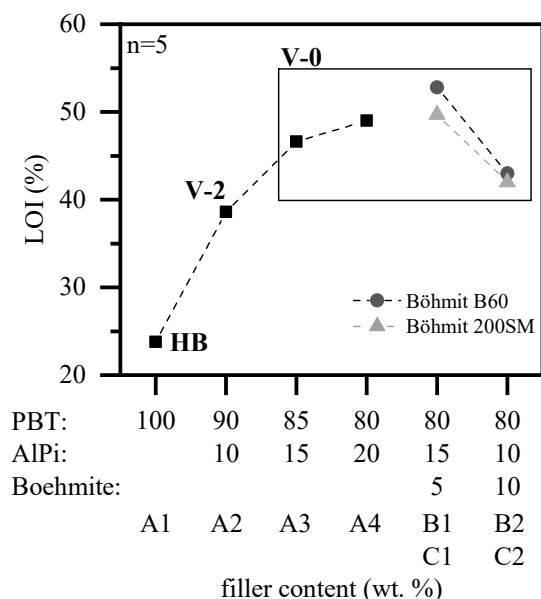 60
n=5
V-0
50
V-2
40
LOI (%)
30
Böhmit B60
HB
Böhmit 200SM
20
PBT: 100 90 85 80 80 80
AlPi: 10 15 20 15 10
Boehmite: 5 10
A1 A2 A3 A4 B1 B2
C1 C2
filler content (wt. %)